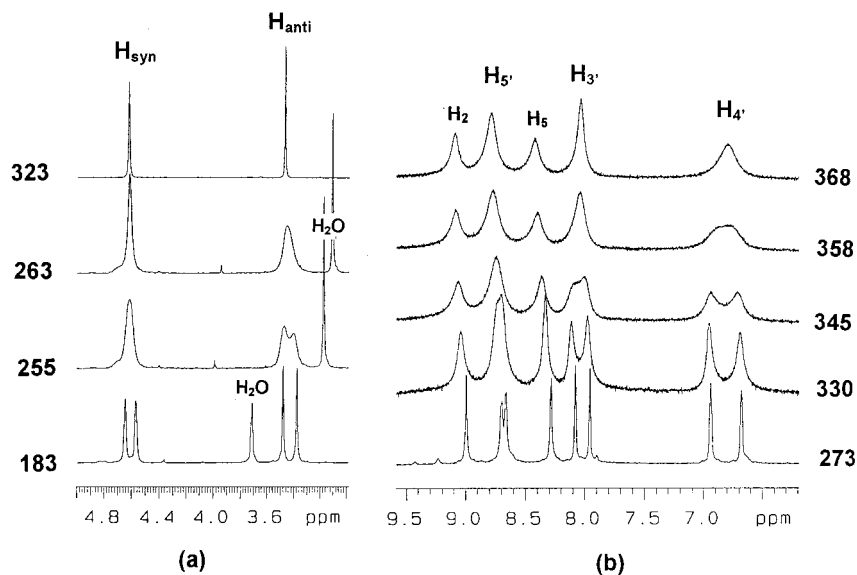 H_syn
H_anti
323
263
H₂O
255
H₂O
183
4.8 4.4 4.0 3.6 ppm
(a)
H₂
H₅'
H₅
H₃'
H₄'
368
358
345
330
273
9.5 9.0 8.5 8.0 7.5 7.0 ppm
(b)